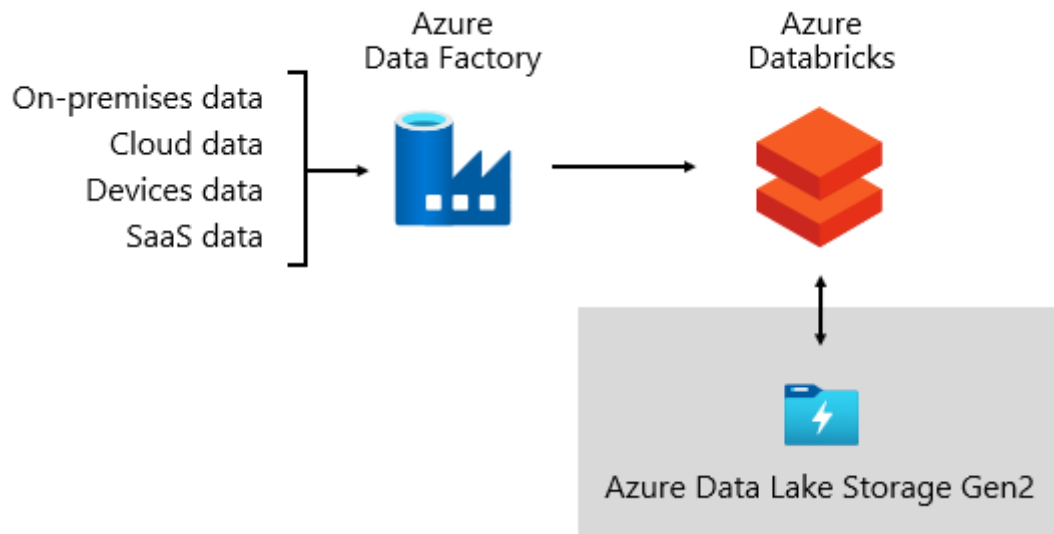 Azure
Data Factory
Azure
Databricks
On-premises data
Cloud data
Devices data
SaaS data
Azure Data Lake Storage Gen2